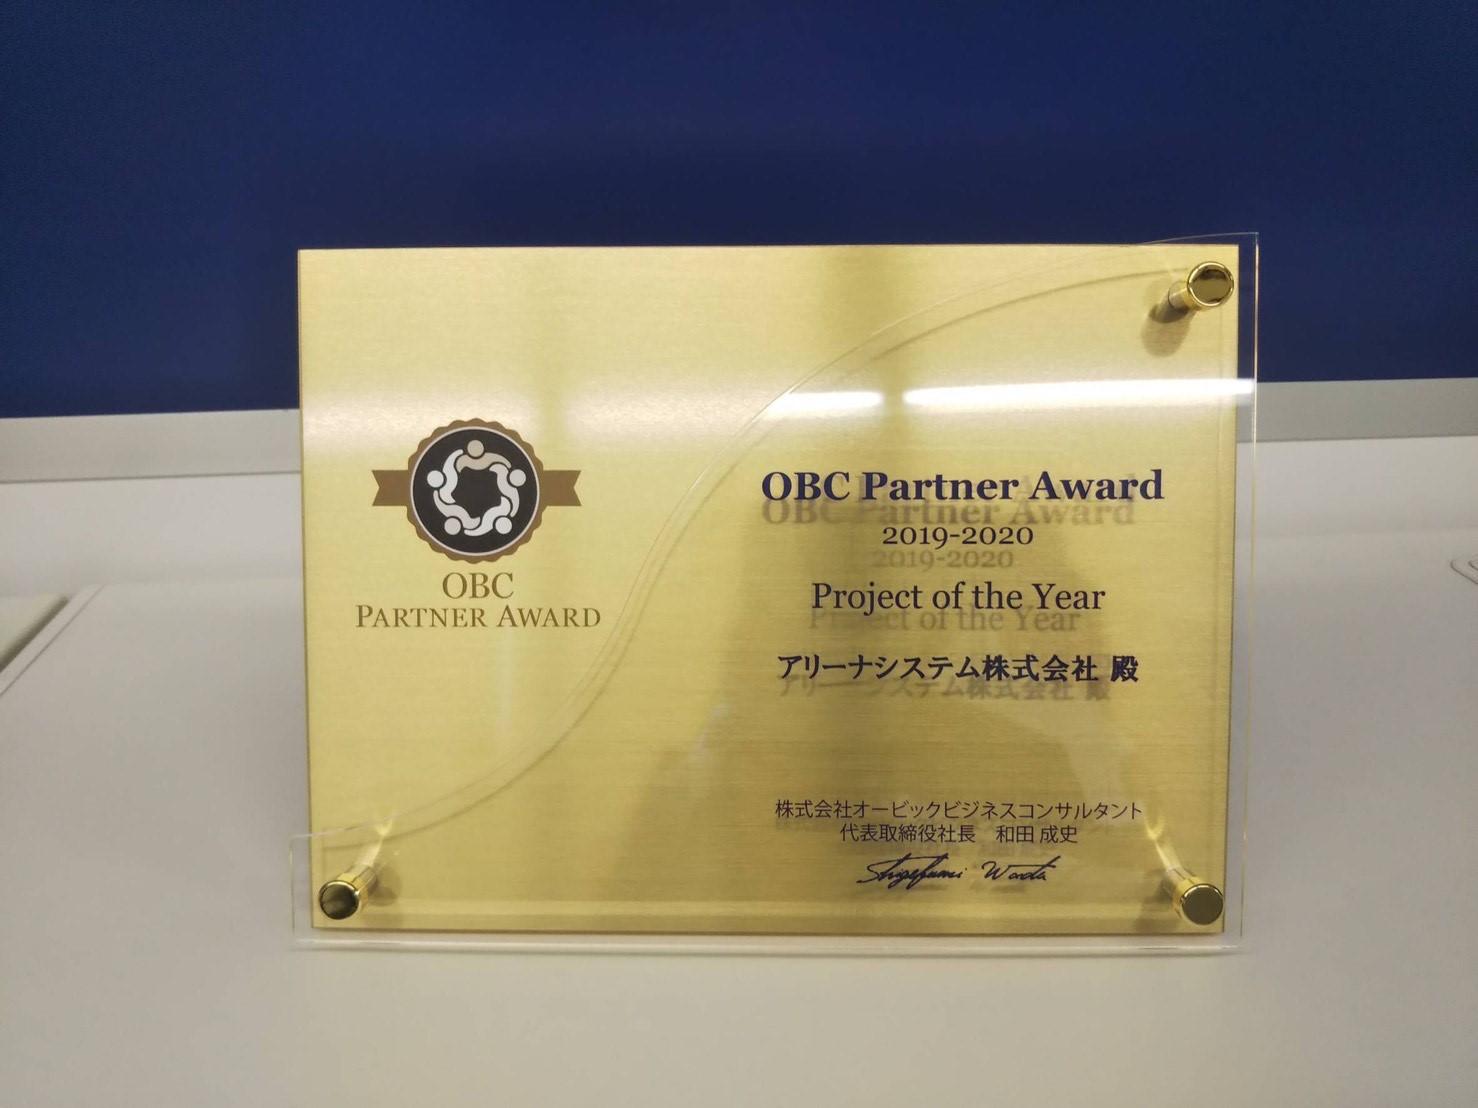 OBC
PARTNER AWARD
OBC Partner Award
2019-2020
Project of the Year
アリーナシステム株式会社 殿
株式会社オービックビジネスコンサルタント
代表取締役社長　和田 成史
Shigefumi Wada